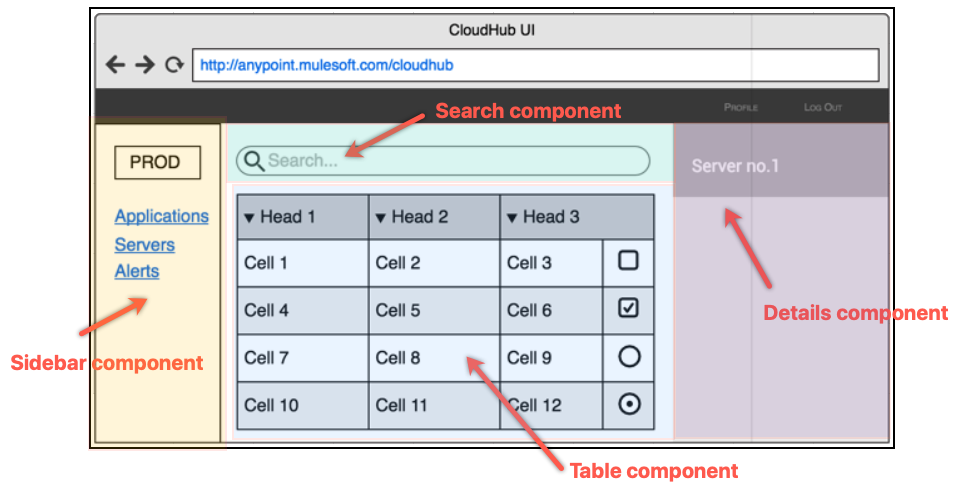 CloudHub UI
http://anypoint.mulesoft.com/cloudhub
Profile Log Out
Search component
PROD
Search...
Server no.1
Applications
Servers
Alerts
▼ Head 1 ▼ Head 2 ▼ Head 3
Cell 1 Cell 2 Cell 3
Cell 4 Cell 5 Cell 6
Cell 7 Cell 8 Cell 9
Cell 10 Cell 11 Cell 12
Details component
Sidebar component
Table component